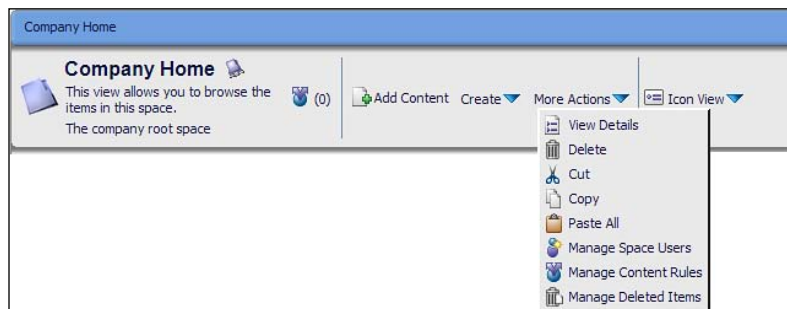 Company Home
Company Home
This view allows you to browse the
items in this space.
The company root space
(0)
Add Content
Create
More Actions
Icon View
View Details
Delete
Cut
Copy
Paste All
Manage Space Users
Manage Content Rules
Manage Deleted Items